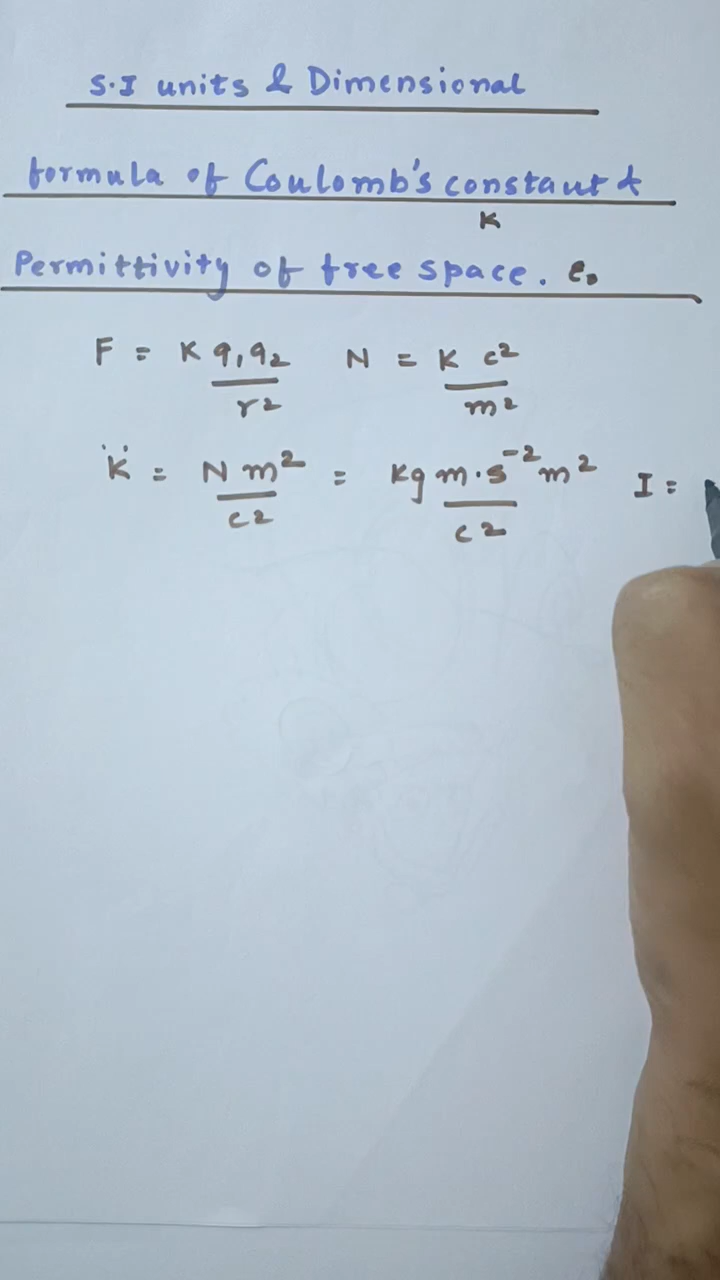 S.I units & Dimensional
formula of Coulomb's constant &
K
Permittivity of free space. ε₀
F = K q₁q₂ / r² N = K c² / m²
∴ K = N m² / c² = Kg m·s⁻² m² / c² I =